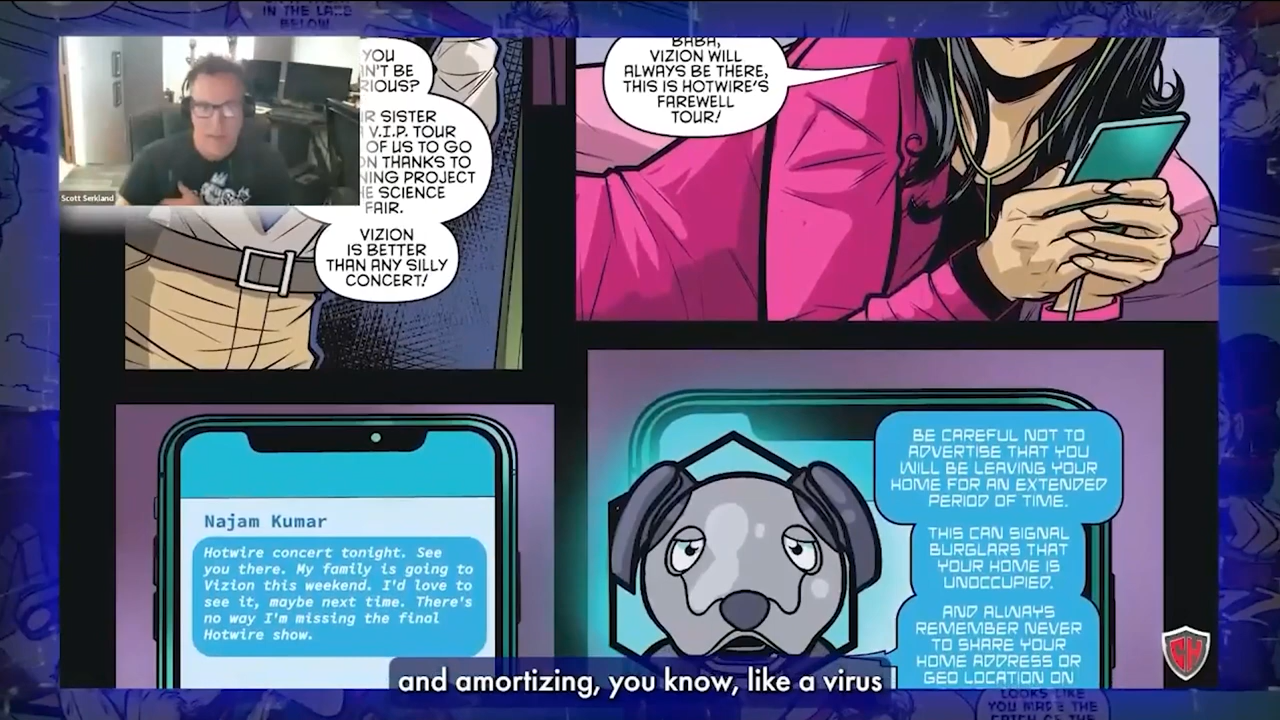 IN THE LAND
BELOW!
YOU
N'T BE
RIOUS?
R SISTER
V.I.P. TOUR
OF US TO GO
ON THANKS TO
NING PROJECT
HE SCIENCE
FAIR.
VIZION
IS BETTER
THAN ANY SILLY
CONCERT!
BABA,
VIZION WILL
ALWAYS BE THERE,
THIS IS HOTWIRE'S
FAREWELL
TOUR!
Scott Serkland
Najam Kumar
Hotwire concert tonight. See
you there. My family is going to
Vizion this weekend. I'd love to
see it, maybe next time. There's
no way I'm missing the final
Hotwire show.
BE CAREFUL NOT TO
ADVERTISE THAT YOU
WILL BE LEAVING YOUR
HOME FOR AN EXTENDED
PERIOD OF TIME.
THIS CAN SIGNAL
BURGLARS THAT
YOUR HOME IS
UNOCCUPIED.
AND ALWAYS
REMEMBER NEVER
TO SHARE YOUR
HOME ADDRESS OR
GEO LOCATION ON
and amortizing, you know, like a virus
LOOKS LIKE
YOU MADE THE